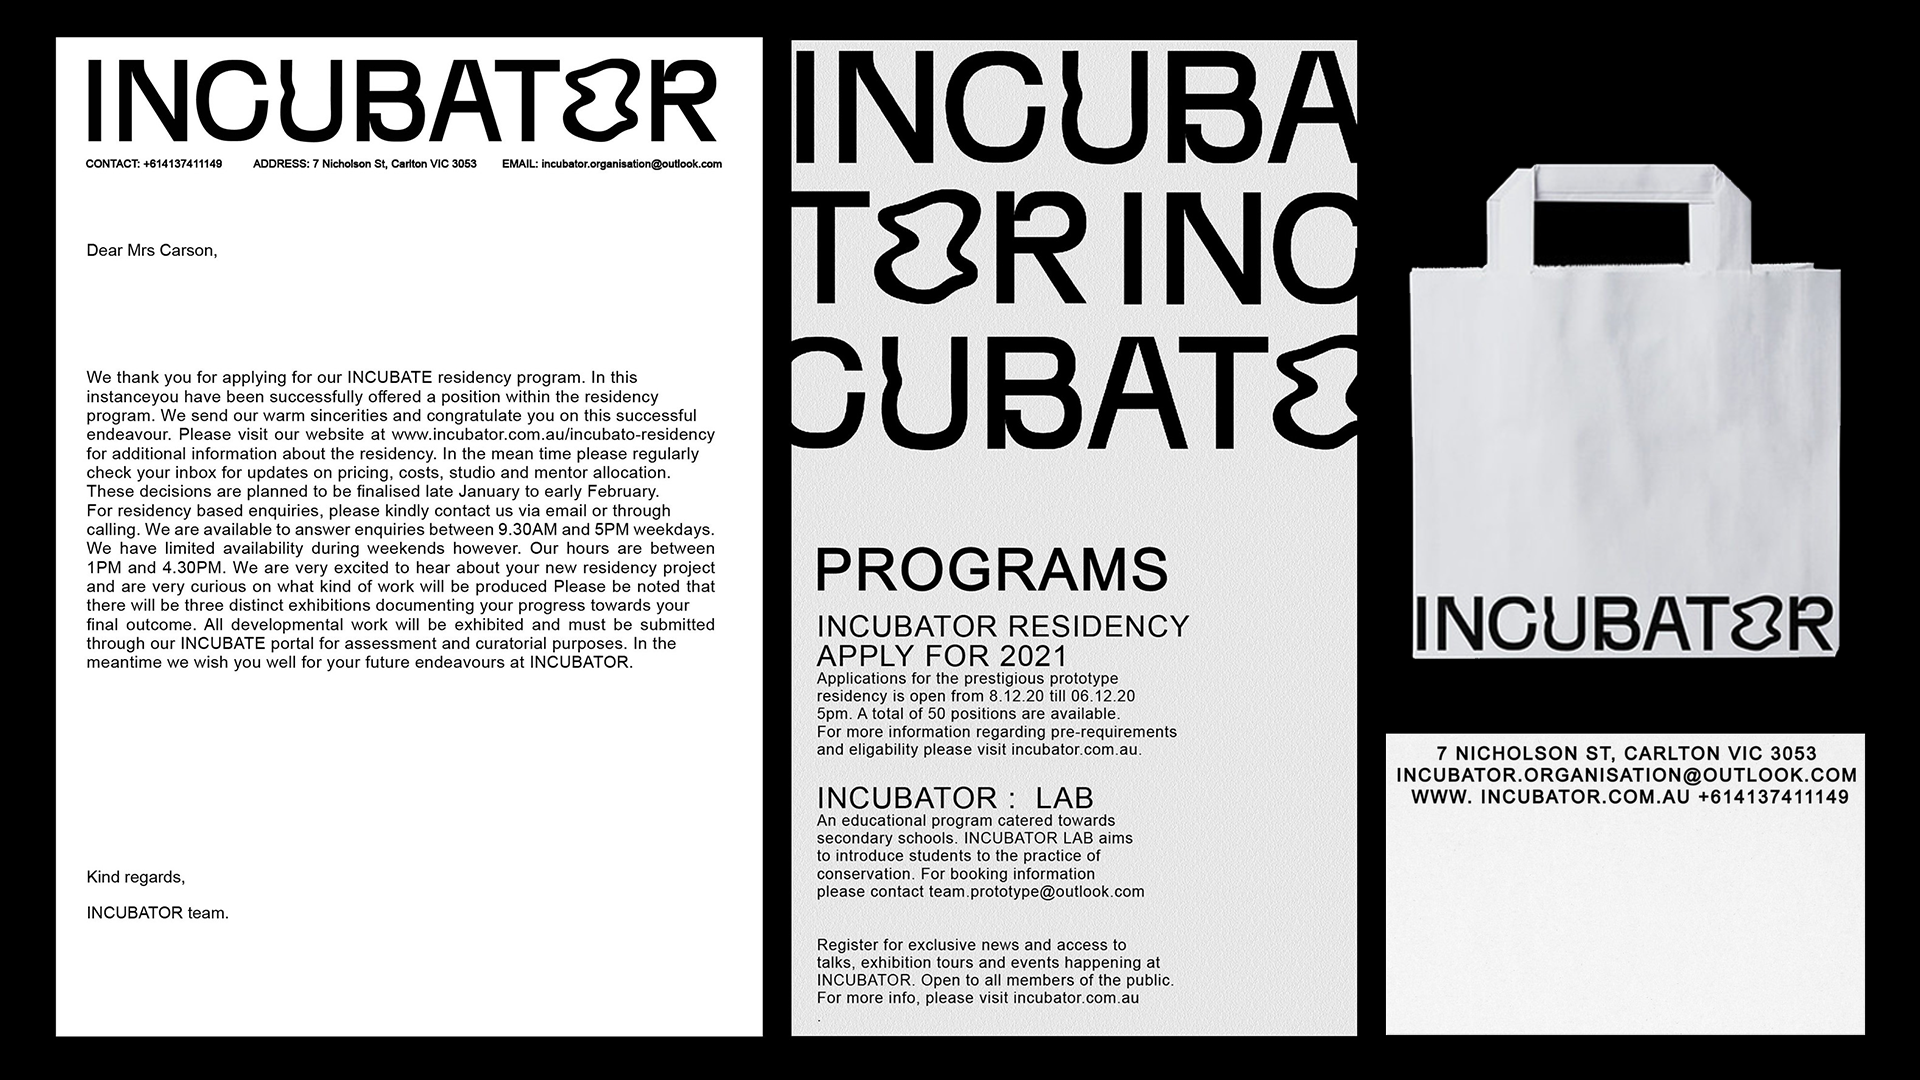 INCUBATOR
CONTACT: +614137411149 ADDRESS: 7 Nicholson St, Carlton VIC 3053 EMAIL: incubator.organisation@outlook.com
Dear Mrs Carson,
We thank you for applying for our INCUBATE residency program. In this
instanceyou have been successfully offered a position within the residency
program. We send our warm sincerities and congratulate you on this successful
endeavour. Please visit our website at www.incubator.com.au/incubato-residency
for additional information about the residency. In the mean time please regularly
check your inbox for updates on pricing, costs, studio and mentor allocation.
These decisions are planned to be finalised late January to early February.
For residency based enquiries, please kindly contact us via email or through
calling. We are available to answer enquiries between 9.30AM and 5PM weekdays.
We have limited availability during weekends however. Our hours are between
1PM and 4.30PM. We are very excited to hear about your new residency project
and are very curious on what kind of work will be produced Please be noted that
there will be three distinct exhibitions documenting your progress towards your
final outcome. All developmental work will be exhibited and must be submitted
through our INCUBATE portal for assessment and curatorial purposes. In the
meantime we wish you well for your future endeavours at INCUBATOR.
Kind regards,
INCUBATOR team.
INCUBA
TOR INC
CUBATO
PROGRAMS
INCUBATOR RESIDENCY
APPLY FOR 2021
Applications for the prestigious prototype
residency is open from 8.12.20 till 06.12.20
5pm. A total of 50 positions are available.
For more information regarding pre-requirements
and eligability please visit incubator.com.au.
INCUBATOR : LAB
An educational program catered towards
secondary schools. INCUBATOR LAB aims
to introduce students to the practice of
conservation. For booking information
please contact team.prototype@outlook.com
Register for exclusive news and access to
talks, exhibition tours and events happening at
INCUBATOR. Open to all members of the public.
For more info, please visit incubator.com.au
.
INCUBATOR
7 NICHOLSON ST, CARLTON VIC 3053
INCUBATOR.ORGANISATION@OUTLOOK.COM
WWW. INCUBATOR.COM.AU +614137411149